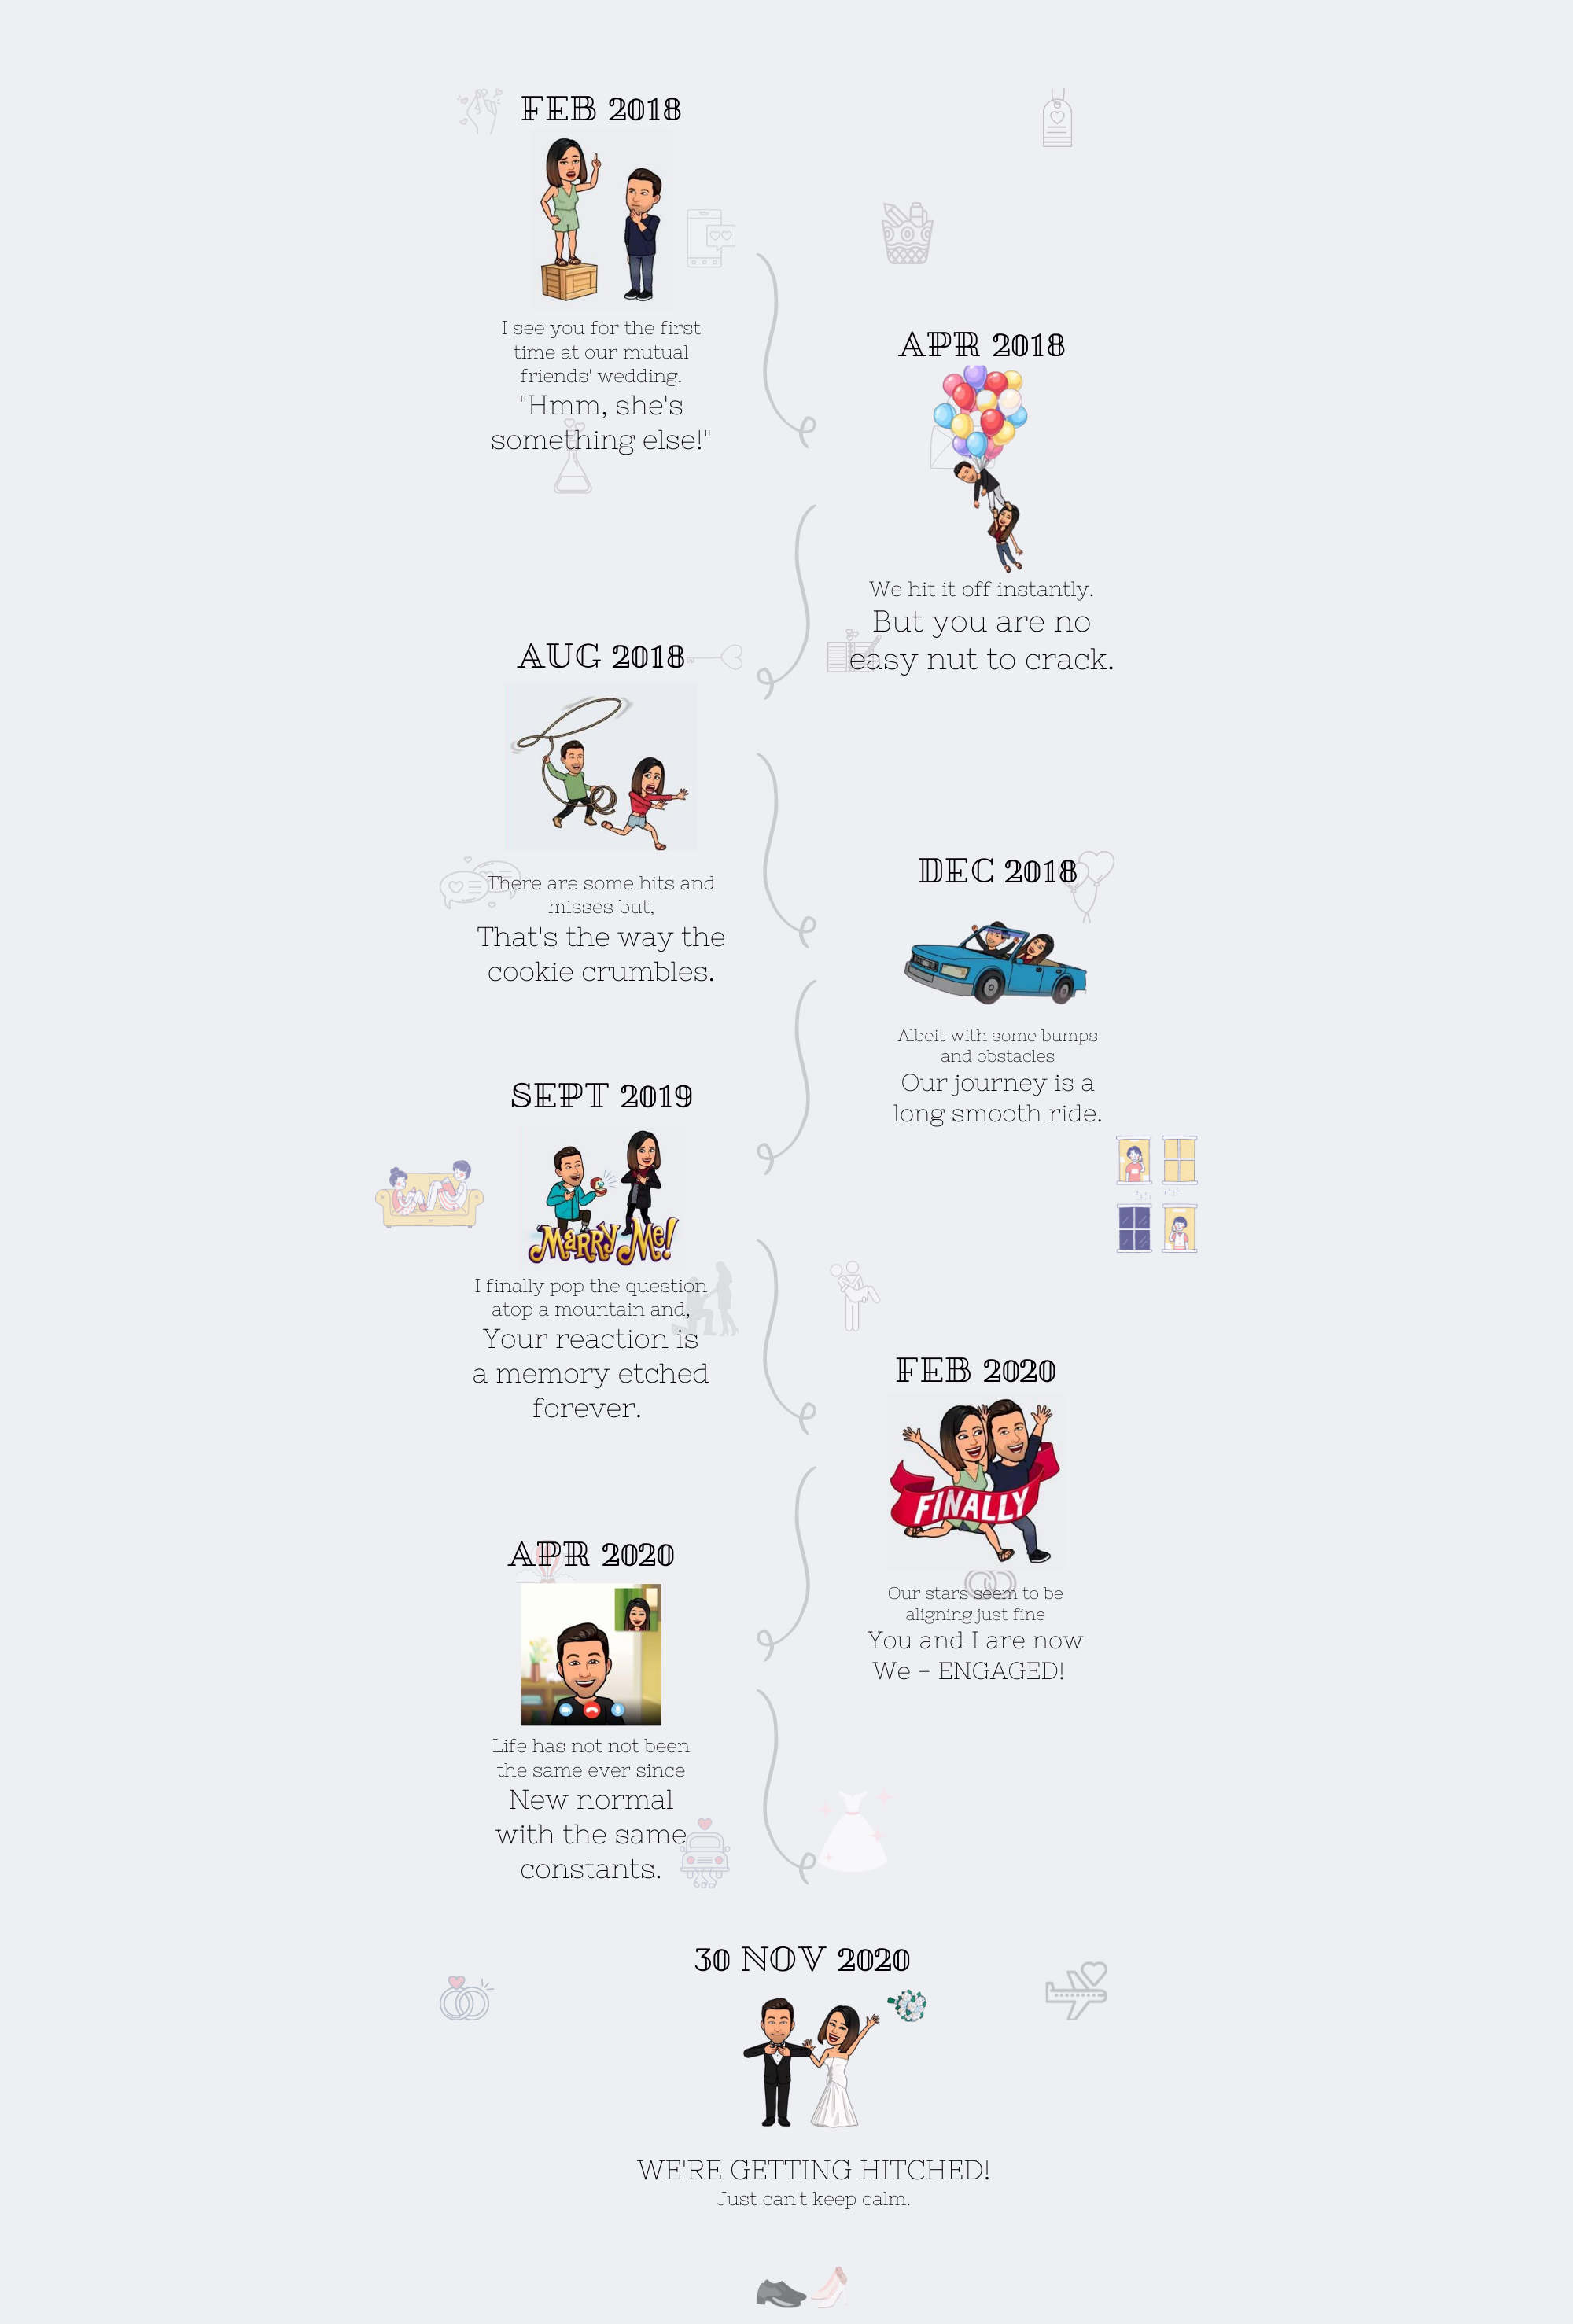 FEB 2018
I see you for the first
time at our mutual
friends' wedding.
"Hmm, she's
something else!"
APR 2018
We hit it off instantly.
But you are no
easy nut to crack.
AUG 2018
There are some hits and
misses but,
That's the way the
cookie crumbles.
DEC 2018
Albeit with some bumps
and obstacles
Our journey is a
long smooth ride.
SEPT 2019
MARRY ME!
I finally pop the question
atop a mountain and,
Your reaction is
a memory etched
forever.
FEB 2020
FINALLY
Our stars seem to be
aligning just fine
You and I are now
We - ENGAGED!
APR 2020
Life has not not been
the same ever since
New normal
with the same
constants.
30 NOV 2020
WE'RE GETTING HITCHED!
Just can't keep calm.